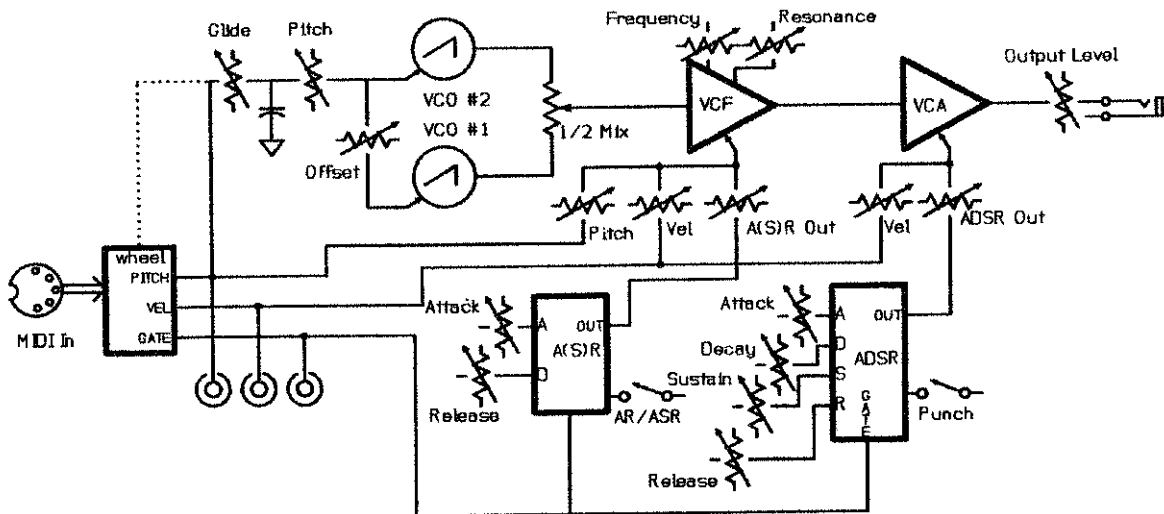 Frequency
Resonance
Glide
Pitch
Output Level
VCO #2
VCO #1
1/2 Mix
VCF
VCA
Offset
Pitch
Vel
A(S)R Out
Vel
ADSR Out
wheel
PITCH
VEL
GATE
MIDI In
Attack
A
OUT
A(S)R
D
Release
AR/ASR
Attack
A
OUT
D
ADSR
Decay
S
Sustain
R
GATE
Punch
Release